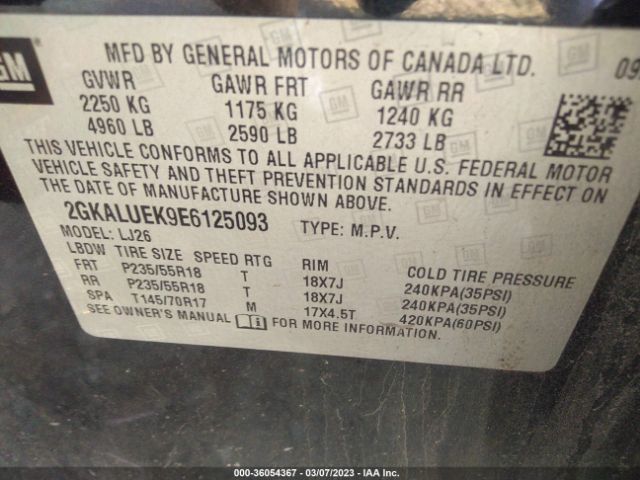 GM
MFD BY GENERAL MOTORS OF CANADA LTD. 09
GVWR GAWR FRT GAWR RR
2250 KG 1175 KG 1240 KG
4960 LB 2590 LB 2733 LB
THIS VEHICLE CONFORMS TO ALL APPLICABLE U.S. FEDERAL MOTOR
VEHICLE SAFETY AND THEFT PREVENTION STANDARDS IN EFFECT ON
THE DATE OF MANUFACTURE SHOWN ABOVE.
2GKALUEK9E6125093 TYPE: M.P.V.
MODEL: LJ26
LBDW TIRE SIZE SPEED RTG RIM COLD TIRE PRESSURE
FRT P235/55R18 T 18X7J 240KPA(35PSI)
RR P235/55R18 T 18X7J 240KPA(35PSI)
SPA T145/70R17 M 17X4.5T 420KPA(60PSI)
SEE OWNER'S MANUAL FOR MORE INFORMATION.
000-36054367 - 03/07/2023 - IAA Inc.